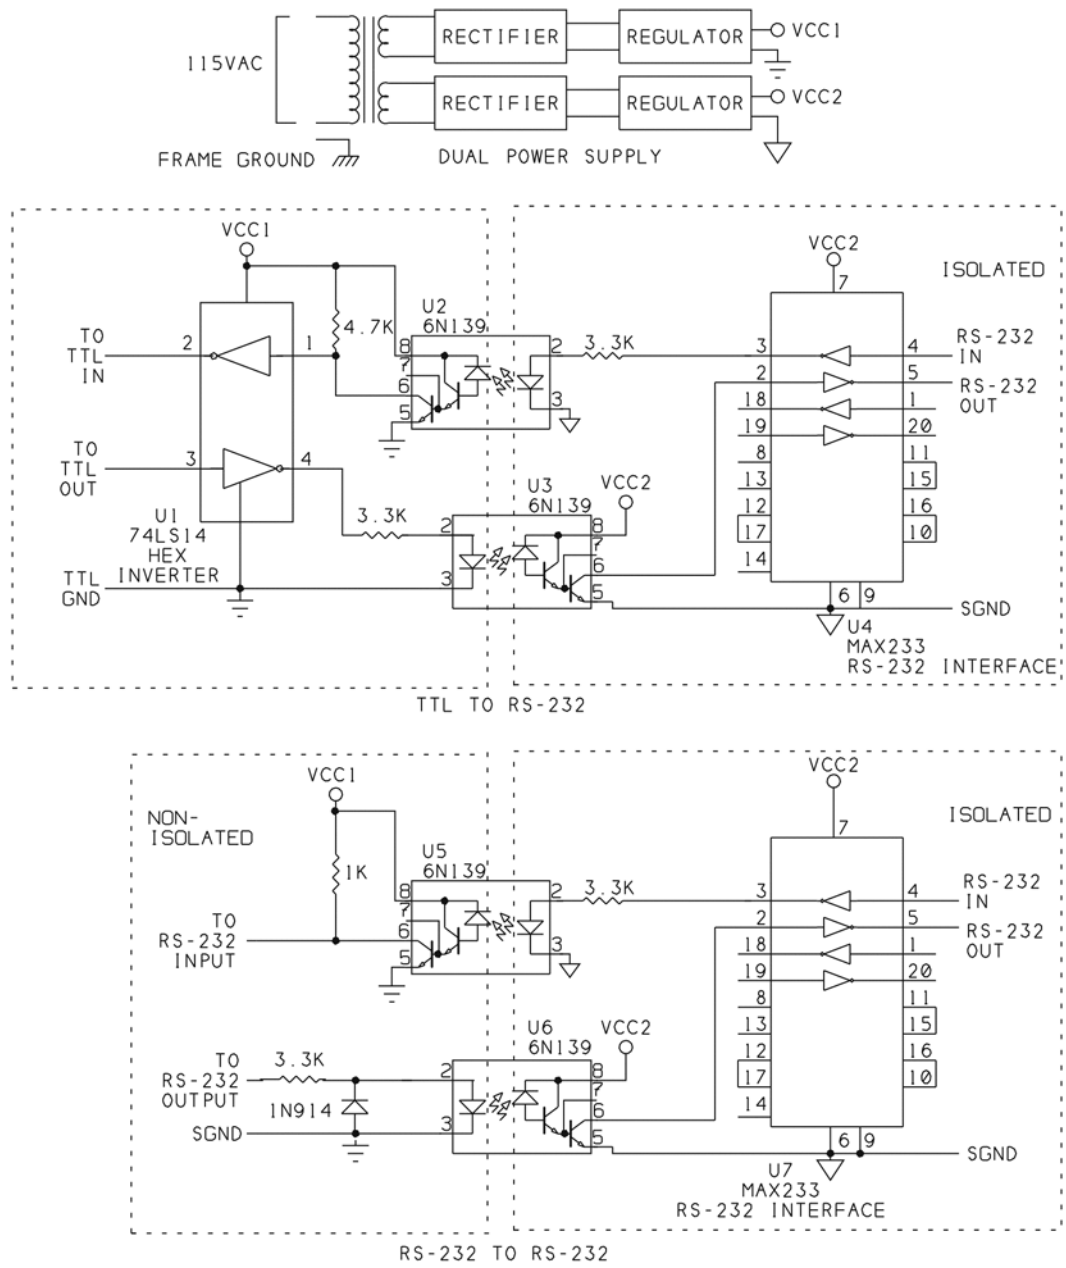 RECTIFIER REGULATOR VCC1
115VAC
RECTIFIER REGULATOR VCC2
FRAME GROUND DUAL POWER SUPPLY
VCC1
VCC2
7
ISOLATED
U2
6N139
4.7K
TO
TTL
IN
2 1
8
7
6
5
2
3
3.3K
3 4
2 5
18 1
19 20
8 11
13 15
12 16
17 10
14
RS-232
IN
RS-232
OUT
TO
TTL
OUT
3 4
U1
74LS14
HEX
INVERTER
3.3K
U3
6N139
VCC2
2
3
8
7
6
5
TTL
GND
6 9
SGND
U4
MAX233
RS-232 INTERFACE
TTL TO RS-232
VCC1
VCC2
7
NON-
ISOLATED
ISOLATED
1K
U5
6N139
8
7
6
5
2
3
3.3K
3 4
2 5
18 1
19 20
8 11
13 15
12 16
17 10
14
RS-232
IN
RS-232
OUT
TO
RS-232
INPUT
U6
6N139
VCC2
TO
RS-232
OUTPUT
3.3K
1N914
SGND
2
3
8
7
6
5
6 9
SGND
U7
MAX233
RS-232 INTERFACE
RS-232 TO RS-232